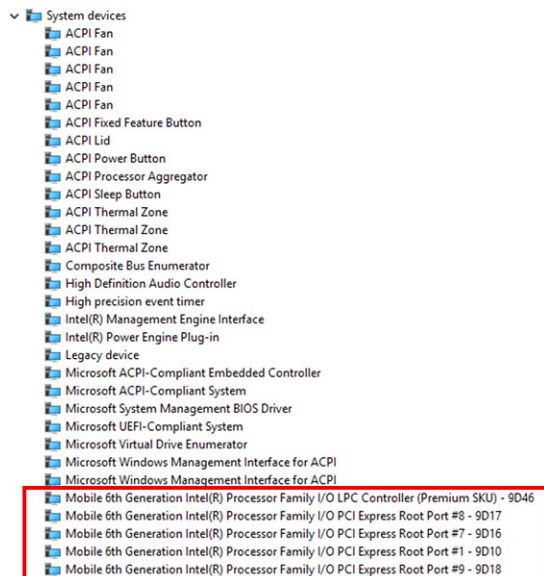 System devices
ACPI Fan
ACPI Fan
ACPI Fan
ACPI Fan
ACPI Fan
ACPI Fixed Feature Button
ACPI Lid
ACPI Power Button
ACPI Processor Aggregator
ACPI Sleep Button
ACPI Thermal Zone
ACPI Thermal Zone
ACPI Thermal Zone
Composite Bus Enumerator
High Definition Audio Controller
High precision event timer
Intel(R) Management Engine Interface
Intel(R) Power Engine Plug-in
Legacy device
Microsoft ACPI-Compliant Embedded Controller
Microsoft ACPI-Compliant System
Microsoft System Management BIOS Driver
Microsoft UEFI-Compliant System
Microsoft Virtual Drive Enumerator
Microsoft Windows Management Interface for ACPI
Microsoft Windows Management Interface for ACPI
Mobile 6th Generation Intel(R) Processor Family I/O LPC Controller (Premium SKU) - 9D46
Mobile 6th Generation Intel(R) Processor Family I/O PCI Express Root Port #8 - 9D17
Mobile 6th Generation Intel(R) Processor Family I/O PCI Express Root Port #7 - 9D16
Mobile 6th Generation Intel(R) Processor Family I/O PCI Express Root Port #1 - 9D10
Mobile 6th Generation Intel(R) Processor Family I/O PCI Express Root Port #9 - 9D18